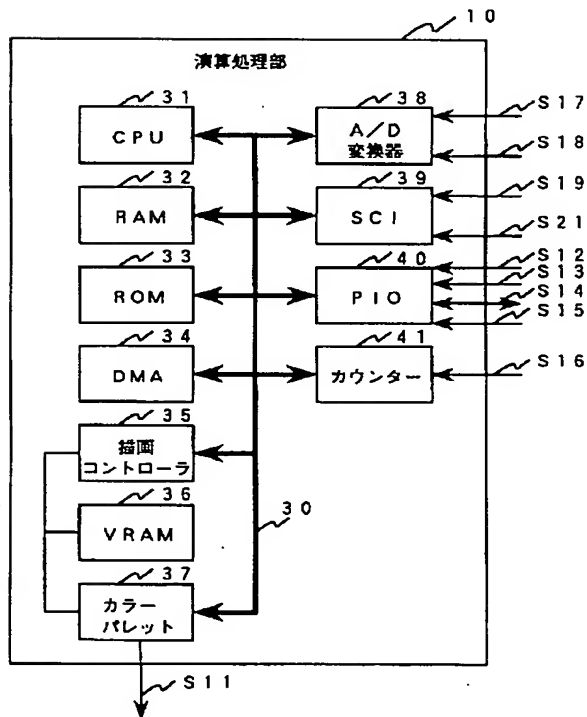 10
演算処理部
31
CPU
32
RAM
33
ROM
34
DMA
35
描画
コントローラ
36
VRAM
37
カラー
パレット
38
A/D
変換器
39
SCI
40
PIO
41
カウンター
30
S17
S18
S19
S21
S12
S13
S14
S15
S16
S11